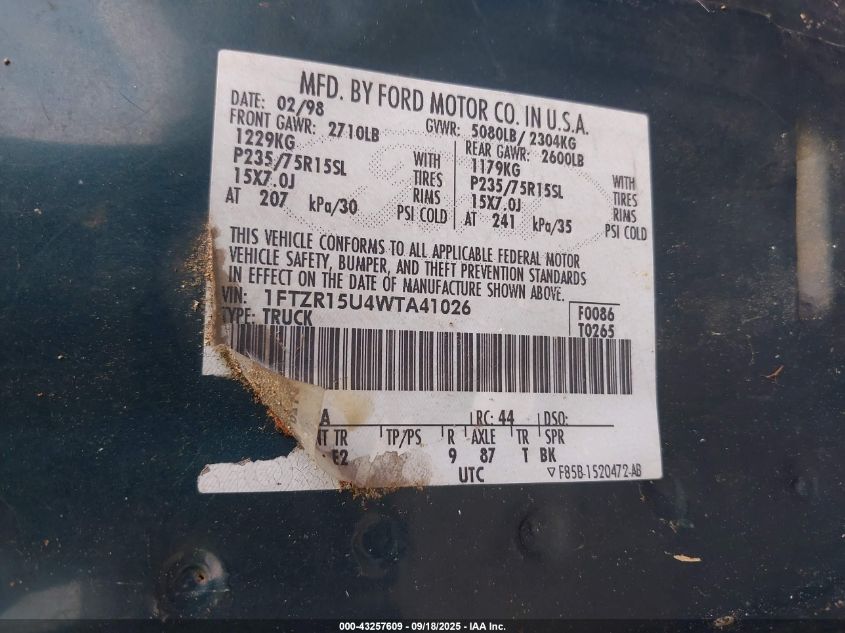 MFD. BY FORD MOTOR CO. IN U.S.A.
DATE: 02/98 GVWR: 5080LB/ 2304KG
FRONT GAWR: 2710LB REAR GAWR: 2600LB
1229KG WITH 1179KG WITH
P235/75R15SL TIRES P235/75R15SL TIRES
15X7.0J RIMS 15X7.0J RIMS
AT 207 kPa/30 PSI COLD AT 241 kPa/35 PSI COLD
THIS VEHICLE CONFORMS TO ALL APPLICABLE FEDERAL MOTOR
VEHICLE SAFETY, BUMPER, AND THEFT PREVENTION STANDARDS
IN EFFECT ON THE DATE OF MANUFACTURE SHOWN ABOVE.
VIN: 1FTZR15U4WTA41026 F0086
TYPE: TRUCK T0265
A RC: 44 DSO:
NT TR TP/PS R AXLE TR SPR
E2 9 87 T BK
UTC ▽ F85B-1520472-AB
000-43257609 - 09/18/2025 - IAA Inc.